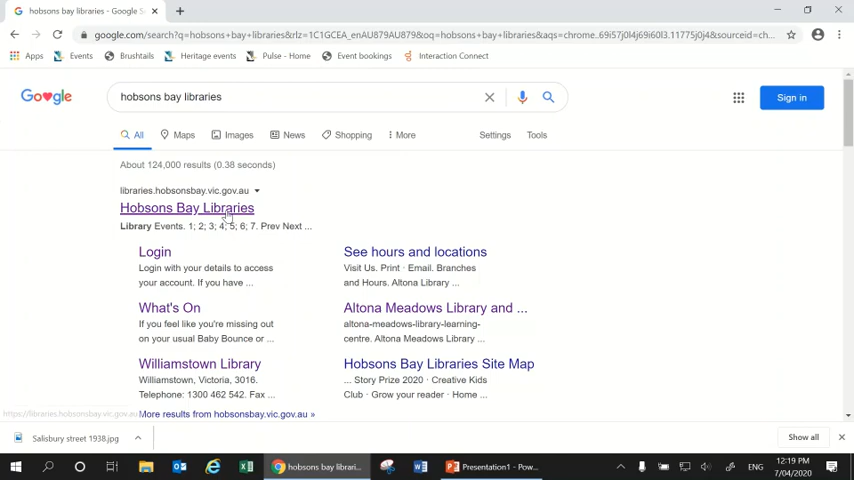 hobsons bay libraries - Google S
google.com/search?q=hobsons+bay+libraries&rlz=1C1GCEA_enAU879AU879&oq=hobsons+bay+libraries&aqs=chrome..69i57j0l4j69i60l3.11775j0j4&sourceid=ch...
Apps Events Brushtails Heritage events Pulse - Home Event bookings Interaction Connect
hobsons bay libraries
Sign in
All Maps Images News Shopping More Settings Tools
About 124,000 results (0.38 seconds)
libraries.hobsonsbay.vic.gov.au
Hobsons Bay Libraries
Library Events. 1; 2; 3; 4; 5; 6; 7. Prev Next ...
Login
Login with your details to access
your account. If you have ...
See hours and locations
Visit Us. Print · Email. Branches
and Hours. Altona Library ...
What's On
If you feel like you're missing out
on your usual Baby Bounce or ...
Altona Meadows Library and ...
altona-meadows-library-learning-
centre. Altona Meadows Library ...
Williamstown Library
Williamstown, Victoria, 3016.
Telephone: 1300 462 542. Fax ...
Hobsons Bay Libraries Site Map
... Story Prize 2020 · Creative Kids
Club · Grow your reader · Home ...
https://libraries.hobsonsbay.vic.gov.au
More results from hobsonsbay.vic.gov.au »
Salisbury street 1938.jpg
Show all
hobsons bay librari...
Presentation1 - Pow...
ENG
12:19 PM
7/04/2020